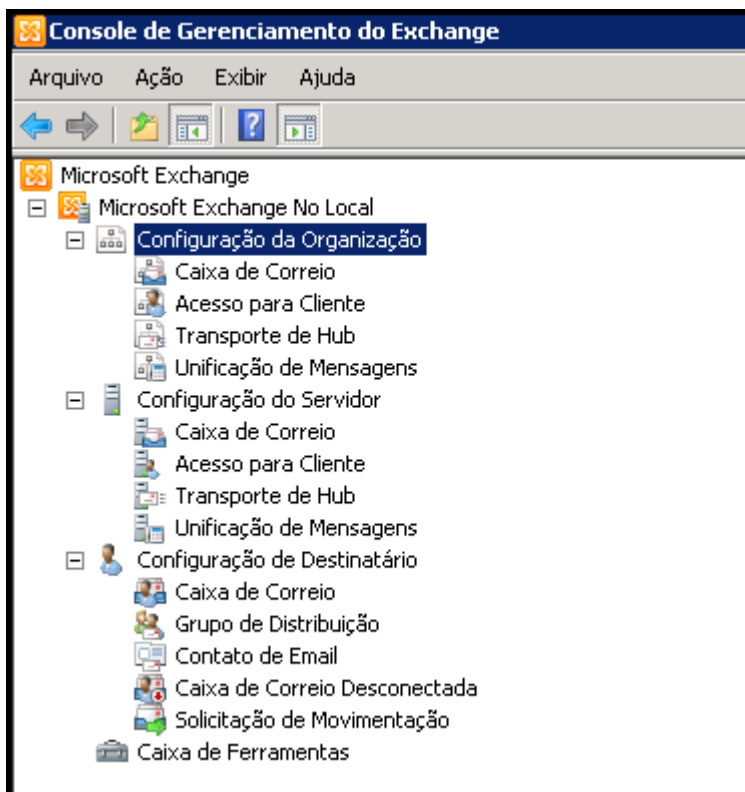 Console de Gerenciamento do Exchange
Arquivo Ação Exibir Ajuda
Microsoft Exchange
Microsoft Exchange No Local
Configuração da Organização
Caixa de Correio
Acesso para Cliente
Transporte de Hub
Unificação de Mensagens
Configuração do Servidor
Caixa de Correio
Acesso para Cliente
Transporte de Hub
Unificação de Mensagens
Configuração de Destinatário
Caixa de Correio
Grupo de Distribuição
Contato de Email
Caixa de Correio Desconectada
Solicitação de Movimentação
Caixa de Ferramentas